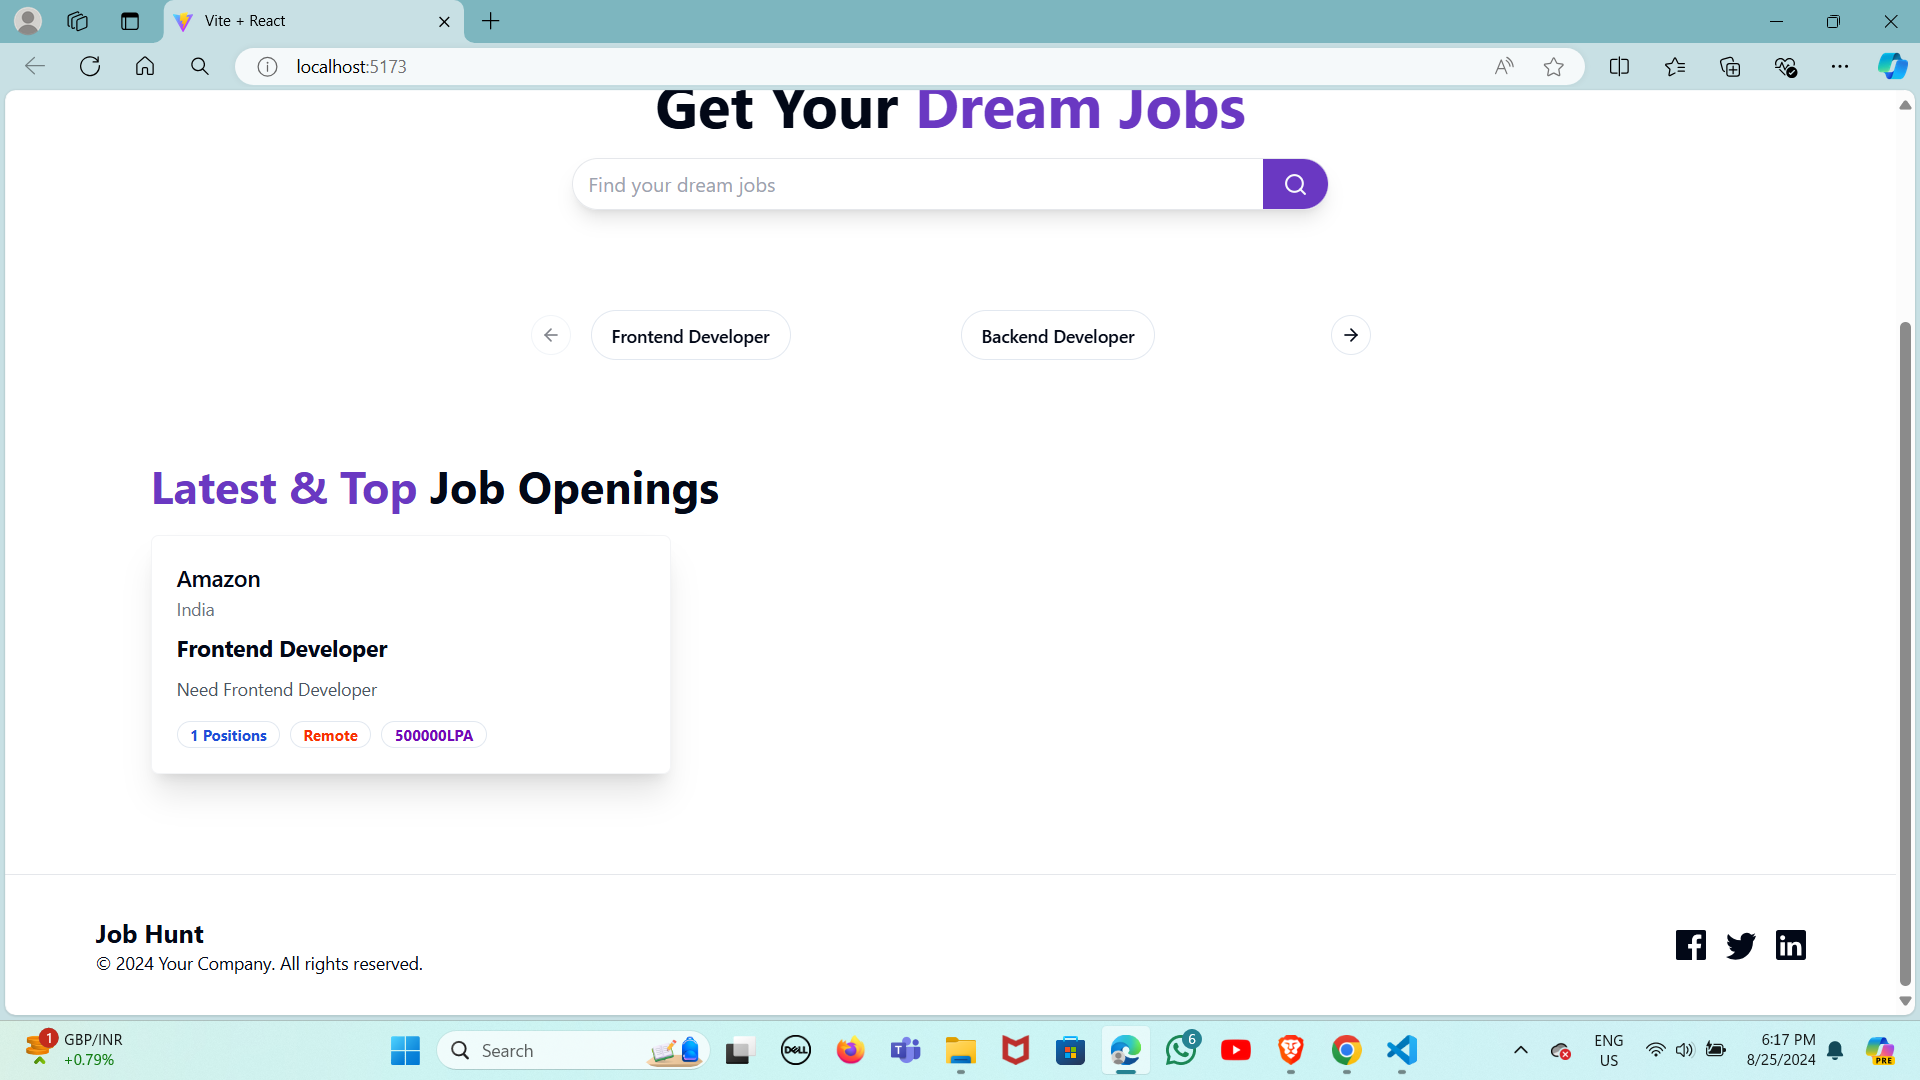 Vite + React
localhost:5173
Get Your Dream Jobs
Find your dream jobs
Frontend Developer
Backend Developer
Latest & Top Job Openings
Amazon
India
Frontend Developer
Need Frontend Developer
1 Positions
Remote
500000LPA
Job Hunt
© 2024 Your Company. All rights reserved.
1
GBP/INR
+0.79%
Search
DELL
6
ENG
US
6:17 PM
8/25/2024
PRE